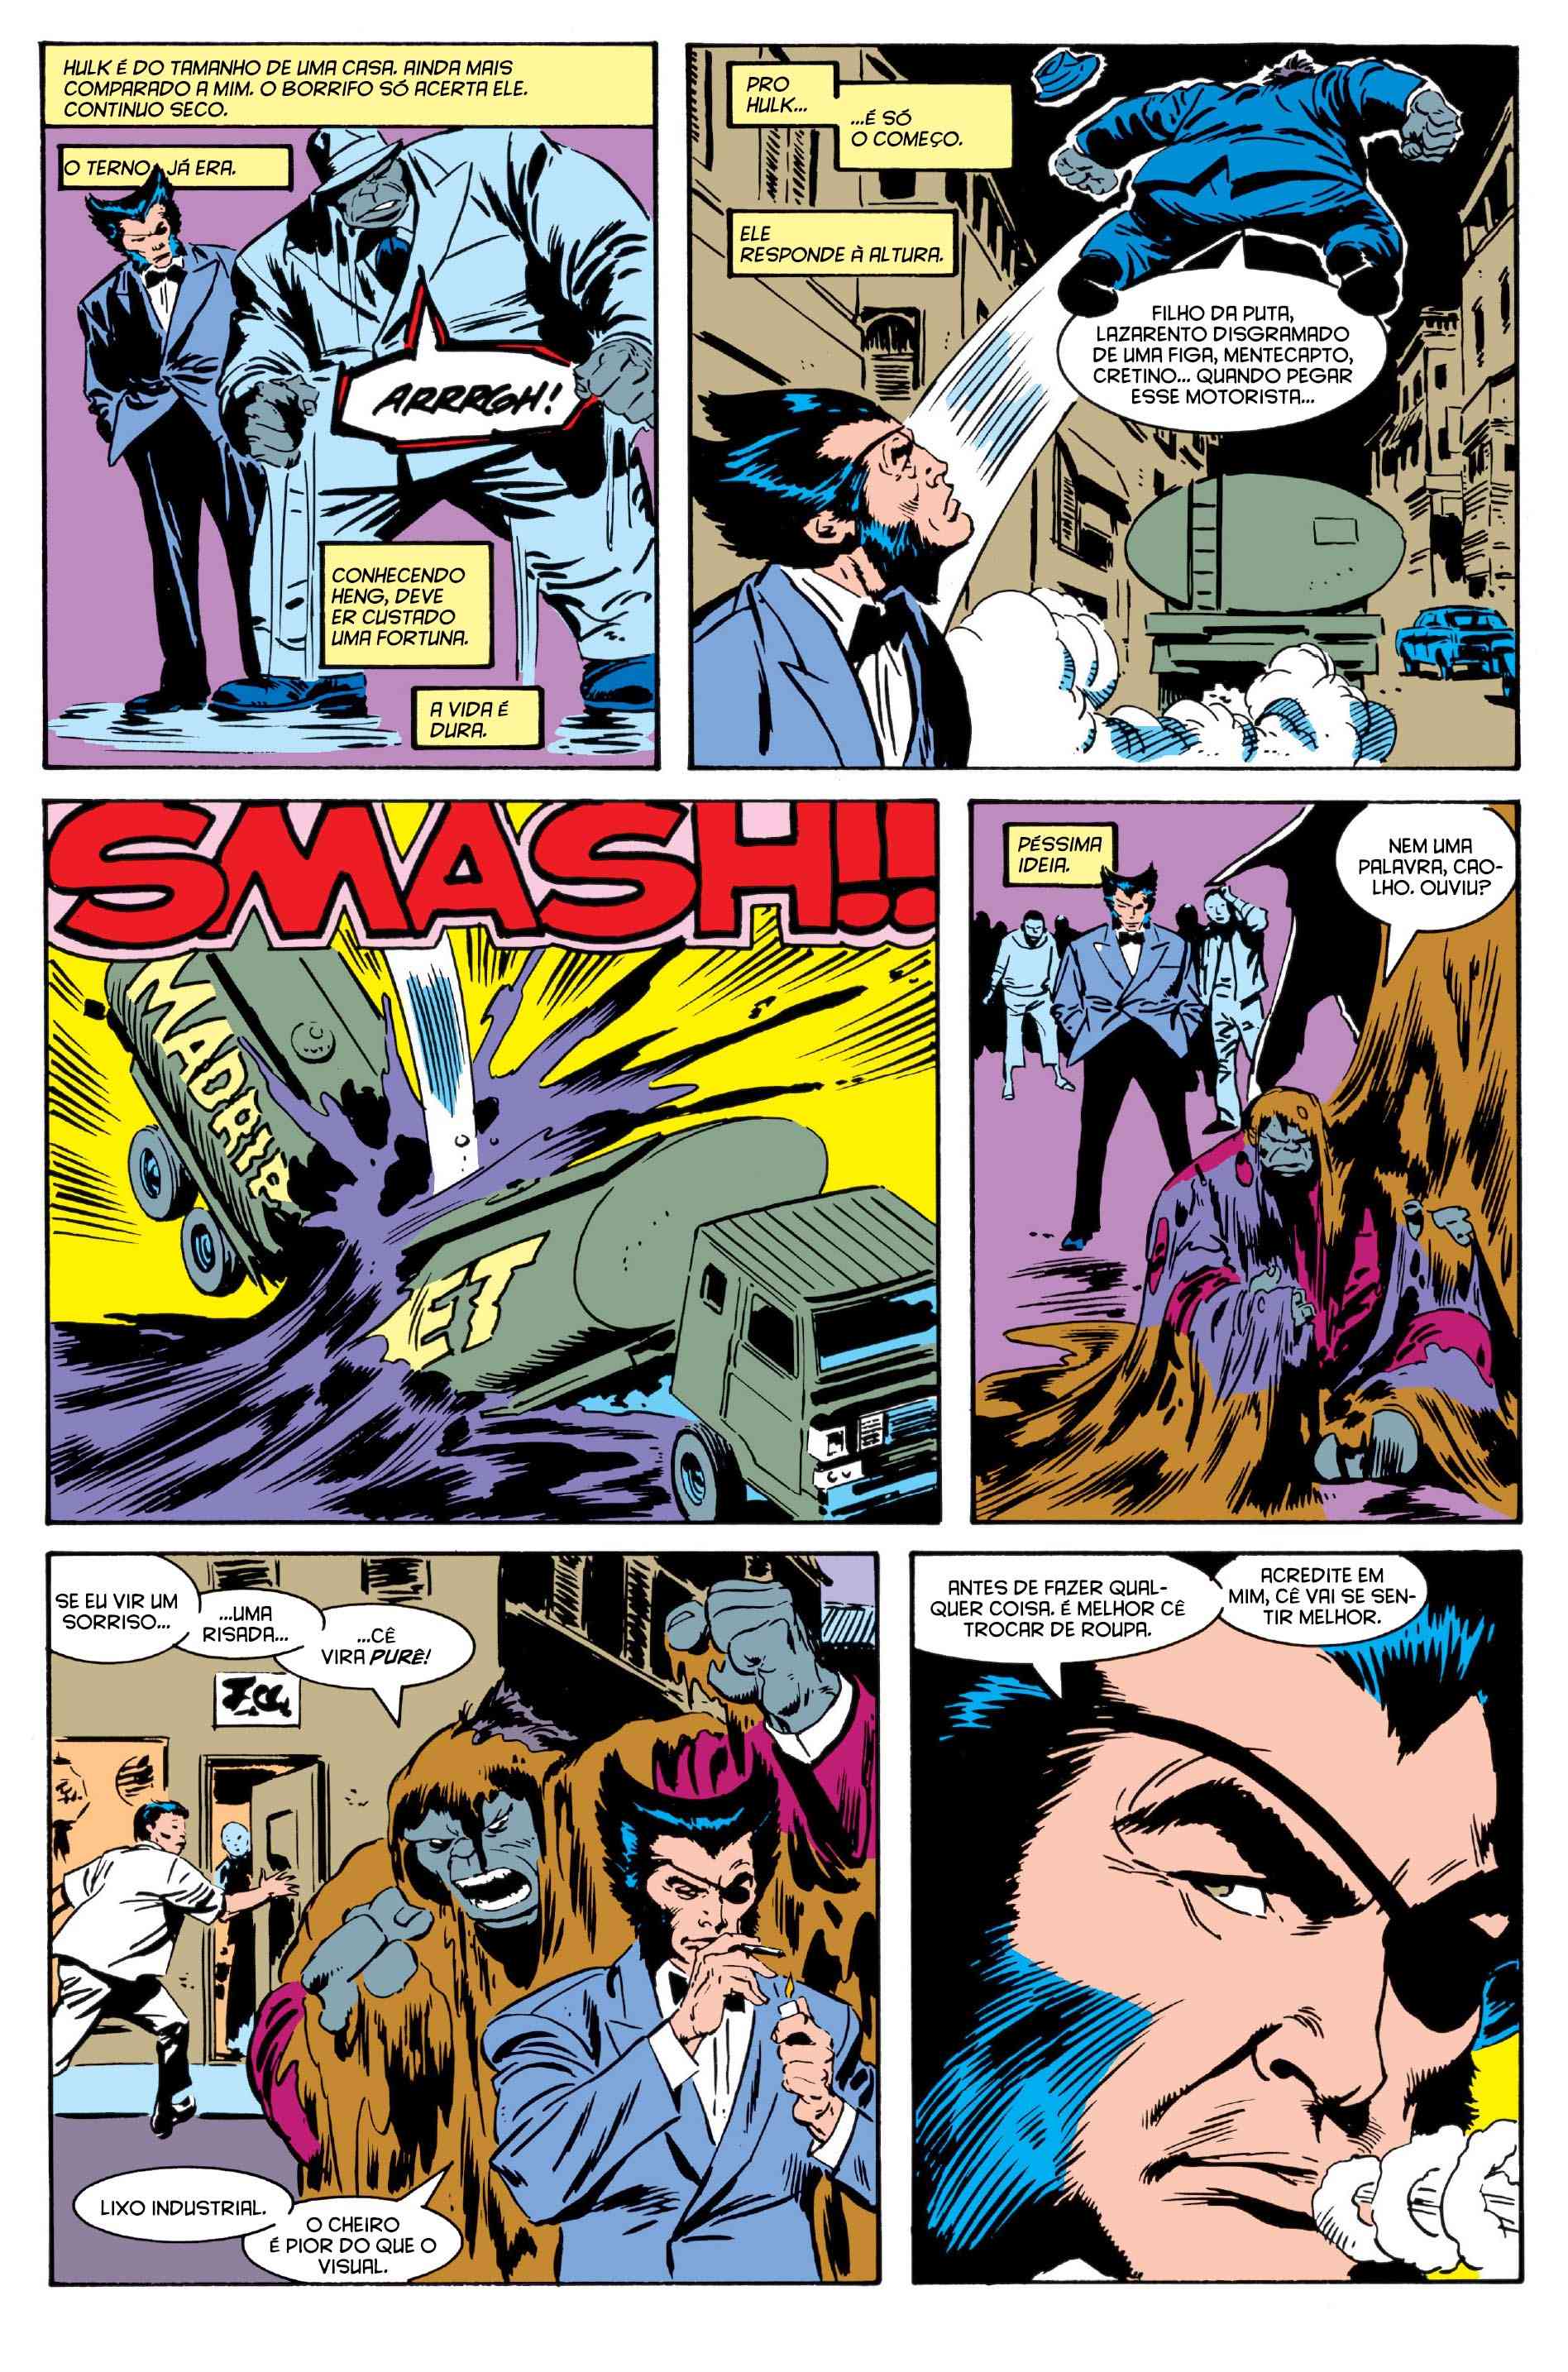 HULK É DO TAMANHO DE UMA CASA. AINDA MAIS
COMPARADO A MIM. O BORRIFO SÓ ACERTA ELE.
CONTINUO SECO.
O TERNO, JÁ ERA.
ARRRGH!
CONHECENDO
HENG, DEVE
ER CUSTADO
UMA FORTUNA.
A VIDA É
DURA.
PRO
HULK...
...É SÓ
O COMEÇO.
ELE
RESPONDE À ALTURA.
FILHO DA PUTA,
LAZARENTO DISGRAMADO
DE UMA FIGA, MENTECAPTO,
CRETINO... QUANDO PEGAR
ESSE MOTORISTA...
SMASH!!
MADRIP
ET
PÉSSIMA
IDEIA.
NEM UMA
PALAVRA, CAO-
LHO. OUVIU?
SE EU VIR UM
SORRISO...
...UMA
RISADA...
...CÊ
VIRA PURÊ!
LIXO INDUSTRIAL.
O CHEIRO
É PIOR DO QUE O
VISUAL.
ANTES DE FAZER QUAL-
QUER COISA. É MELHOR CÊ
TROCAR DE ROUPA.
ACREDITE EM
MIM, CÊ VAI SE SEN-
TIR MELHOR.